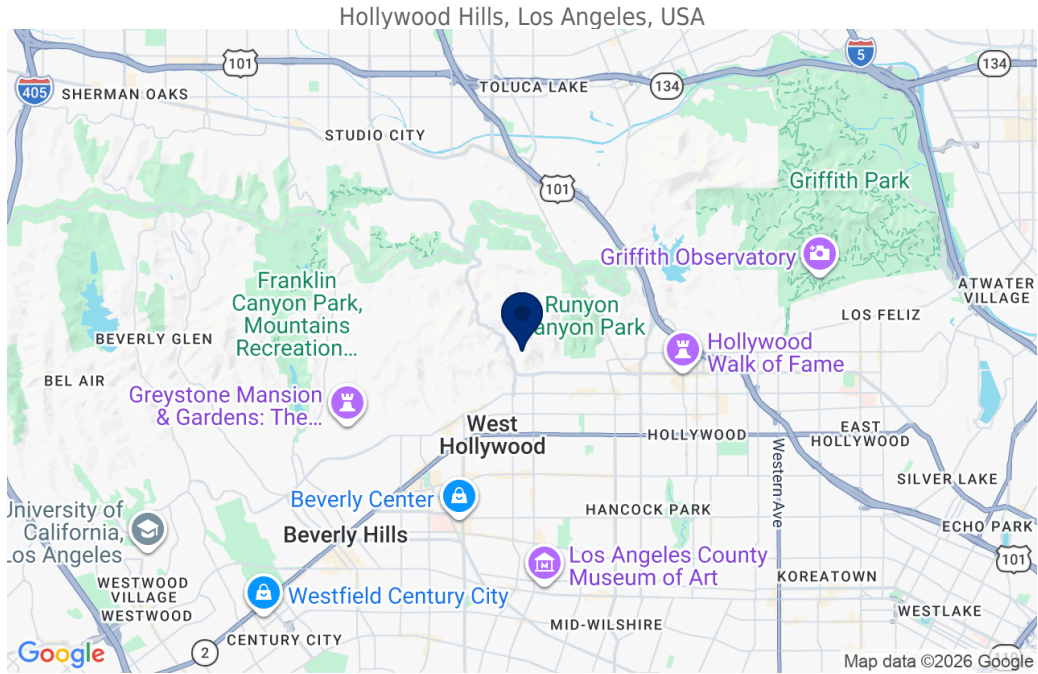 Hollywood Hills, Los Angeles, USA
101
5
134
405
SHERMAN OAKS
TOLUCA LAKE
134
STUDIO CITY
101
Griffith Park
Griffith Observatory
Franklin
Canyon Park,
Mountains
Recreation...
ATWATER
VILLAGE
Runyon
anyon Park
LOS FELIZ
BEVERLY GLEN
Hollywood
Walk of Fame
BEL AIR
Greystone Mansion
& Gardens: The...
West
Hollywood
HOLLYWOOD
EAST
HOLLYWOOD
Western Ave
SILVER LAKE
Beverly Center
HANCOCK PARK
University of
California,
Los Angeles
ECHO PARK
Beverly Hills
101
Los Angeles County
Museum of Art
KOREATOWN
WESTWOOD
VILLAGE
WESTWOOD
Westfield Century City
WESTLAKE
MID-WILSHIRE
CENTURY CITY
2
110
Google
Map data ©2026 Google